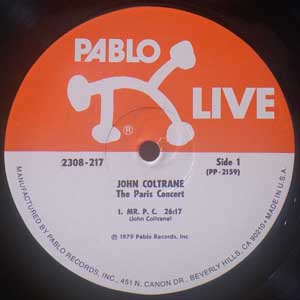 PABLO
LIVE
®
2308-217
Side 1
(PP-2159)
JOHN COLTRANE
The Paris Concert
1. MR. P. C. 26:17
(John Coltrane)
© 1979 Pablo Records, Inc.
MANUFACTURED BY PABLO RECORDS, INC., 451 N. CANON DR., BEVERLY HILLS, CA 90210 • MADE IN U.S.A.